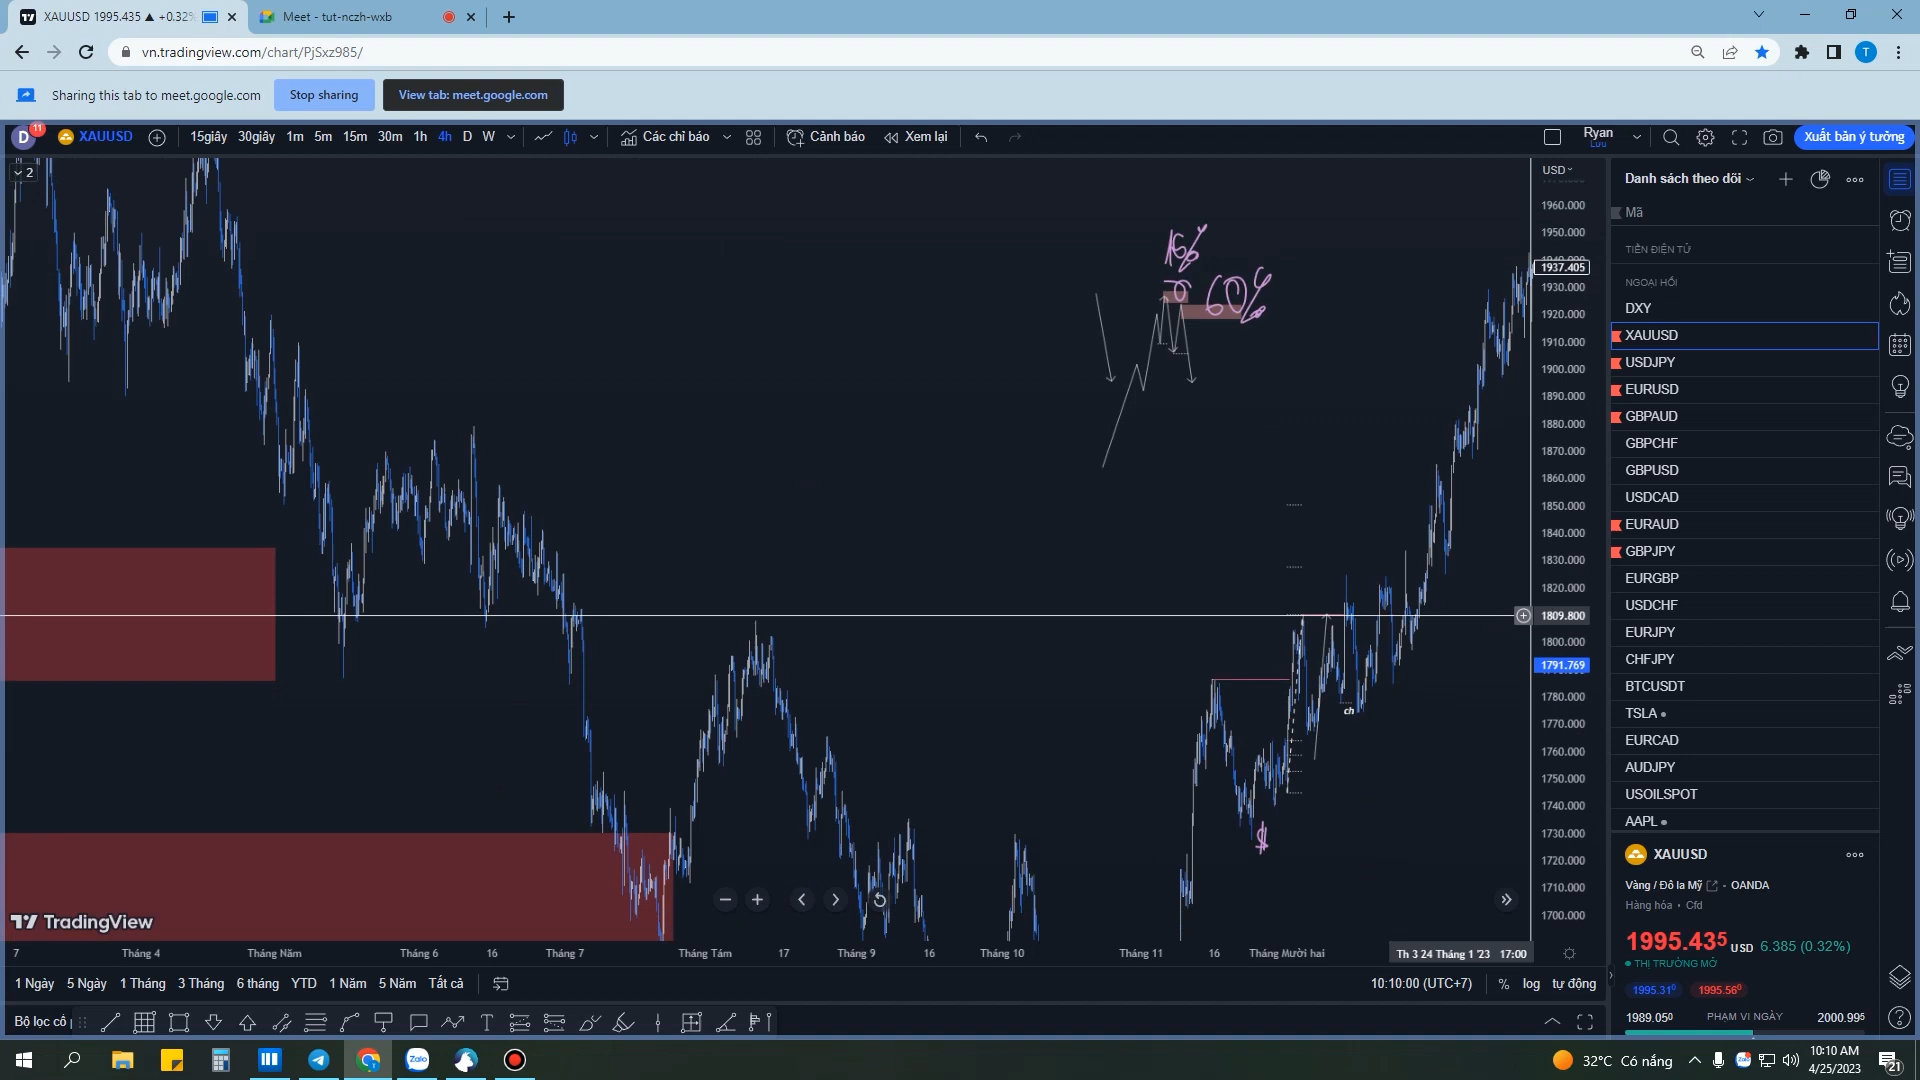 XAUUSD 1995.435 ▲ +0.32%
Meet - tut-nczh-wxb
vn.tradingview.com/chart/PjSxz985/
T
Sharing this tab to meet.google.com
Stop sharing
View tab: meet.google.com
D
11
XAUUSD
15giây
30giây
1m
5m
15m
30m
1h
4h
D
W
Các chỉ báo
Cảnh báo
Xem lại
Ryan
Lưu
Xuất bản ý tưởng
2
USD
1960.000
1950.000
1937.405
1930.000
1920.000
1910.000
1900.000
1890.000
1880.000
1870.000
1860.000
1850.000
1840.000
1830.000
1820.000
1809.800
1800.000
1791.769
1780.000
1770.000
1760.000
1750.000
1740.000
1730.000
1720.000
1710.000
1700.000
60%
ch
$
TradingView
7
Tháng 4
Tháng Năm
Tháng 6
16
Tháng 7
Tháng Tám
17
Tháng 9
16
Tháng 10
Tháng 11
16
Tháng Mười hai
Th 3 24 Tháng 1 '23 17:00
1 Ngày
5 Ngày
1 Tháng
3 Tháng
6 tháng
YTD
1 Năm
5 Năm
Tất cả
10:10:00 (UTC+7)
%
log
tự động
Bộ lọc cổ
Danh sách theo dõi
Mã
TIỀN ĐIỆN TỬ
NGOẠI HỐI
DXY
XAUUSD
USDJPY
EURUSD
GBPAUD
GBPCHF
GBPUSD
USDCAD
EURAUD
GBPJPY
EURGBP
USDCHF
EURJPY
CHFJPY
BTCUSDT
TSLA
EURCAD
AUDJPY
USOILSPOT
AAPL
XAUUSD
Vàng / Đô la Mỹ - OANDA
Hàng hóa • Cfd
1995.435 USD 6.385 (0.32%)
THỊ TRƯỜNG MỞ
1995.310
1995.560
1989.050 PHẠM VI NGÀY 2000.995
Zalo
32°C Có nắng
10:10 AM
4/25/2023
21